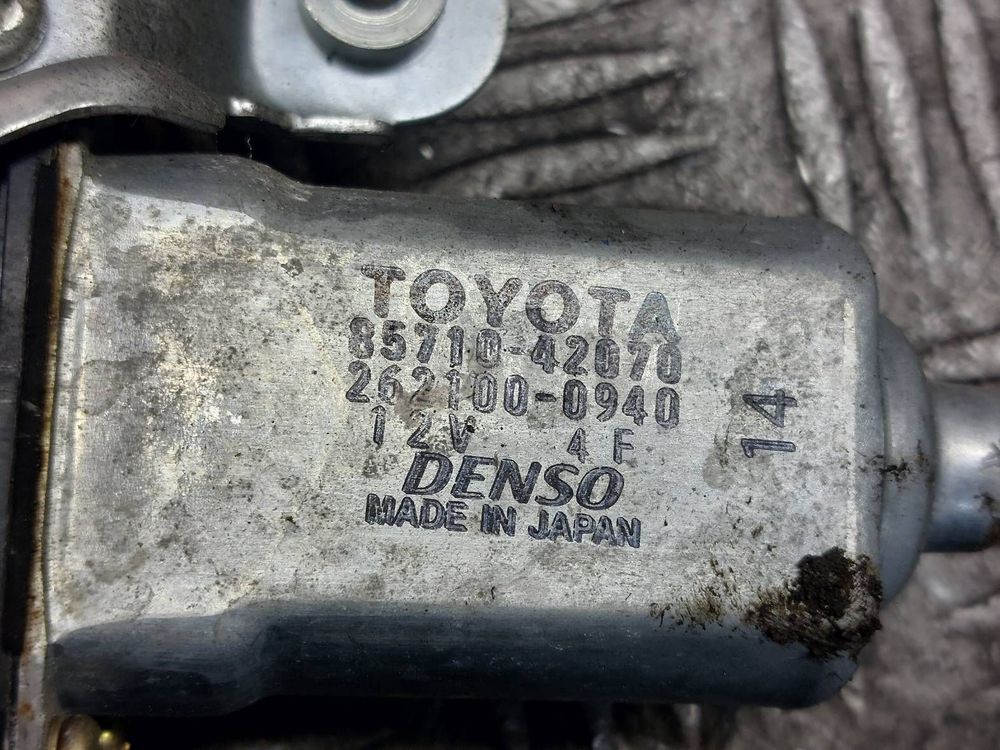 TOYOTA
85710-42070
262100-0940
12V 4F
DENSO
MADE IN JAPAN
14